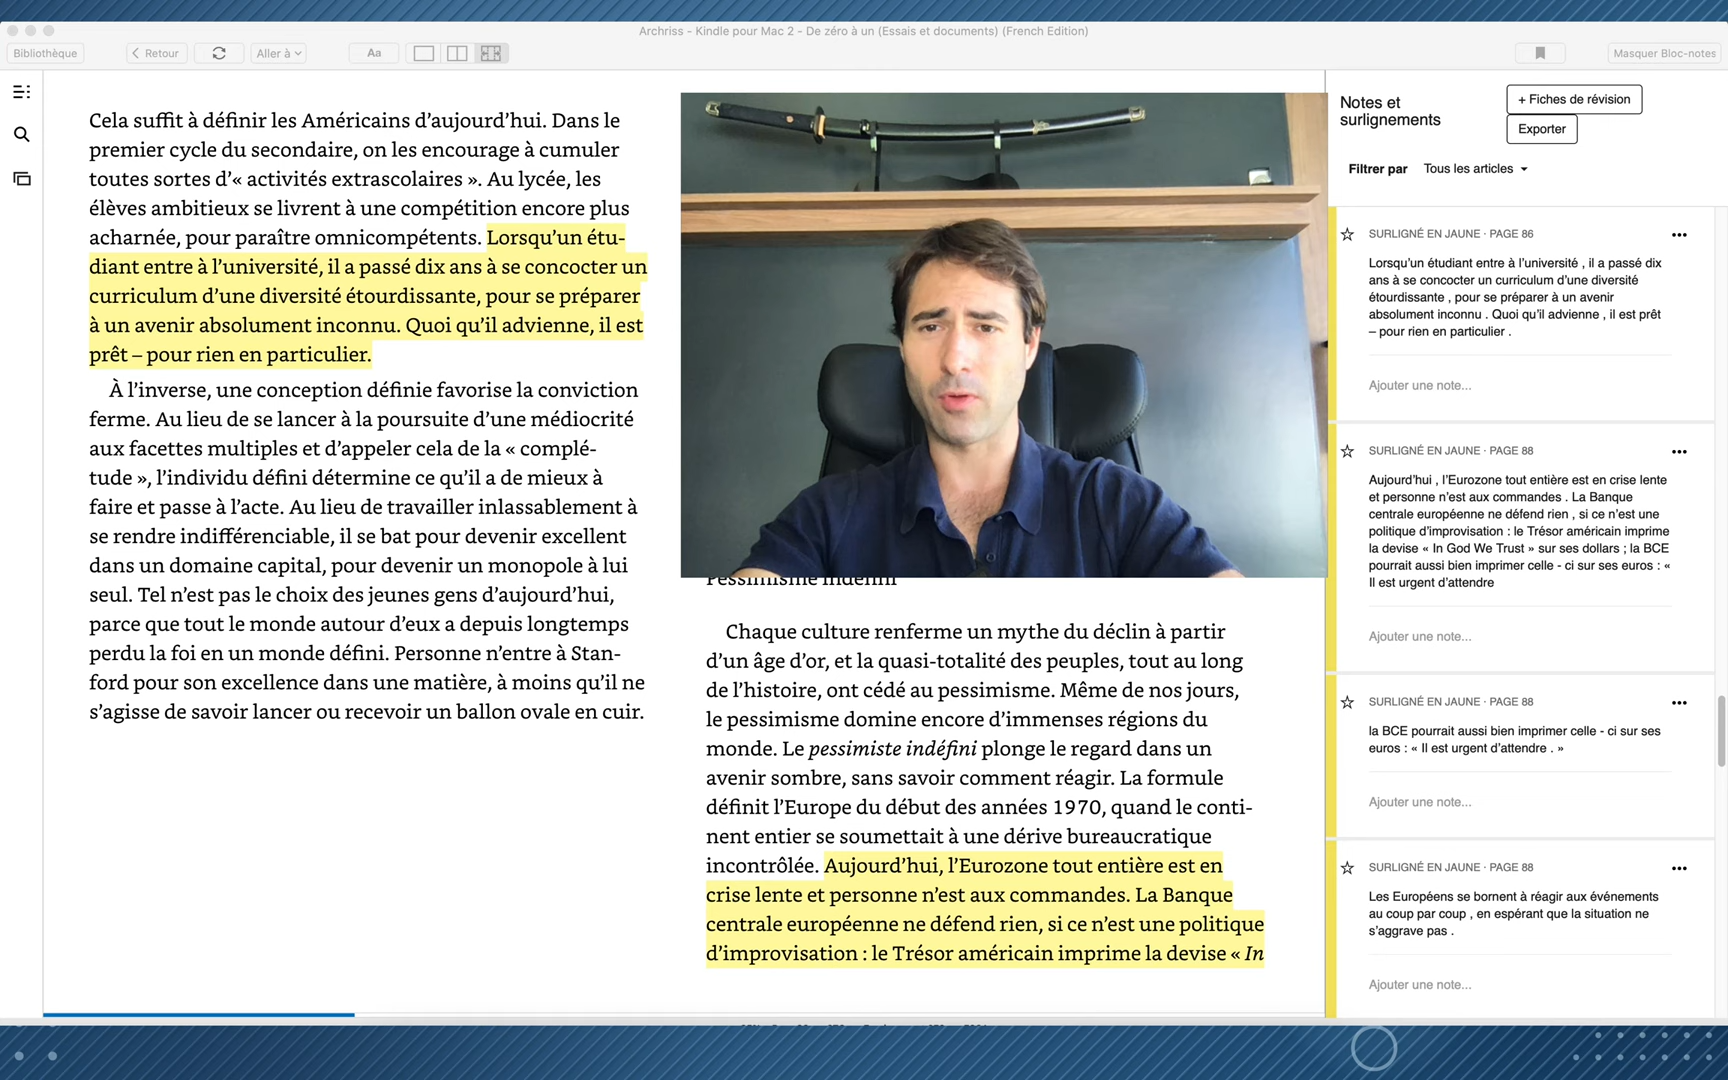 Archriss - Kindle pour Mac 2 - De zéro à un (Essais et documents) (French Edition)
Bibliothèque
Retour
Aller à
Aa
Masquer Bloc-notes
Cela suffit à définir les Américains d’aujourd’hui. Dans le
premier cycle du secondaire, on les encourage à cumuler
toutes sortes d’« activités extrascolaires ». Au lycée, les
élèves ambitieux se livrent à une compétition encore plus
acharnée, pour paraître omnicompétents. Lorsqu’un étu-
diant entre à l’université, il a passé dix ans à se concocter un
curriculum d’une diversité étourdissante, pour se préparer
à un avenir absolument inconnu. Quoi qu’il advienne, il est
prêt – pour rien en particulier.
À l’inverse, une conception définie favorise la conviction
ferme. Au lieu de se lancer à la poursuite d’une médiocrité
aux facettes multiples et d’appeler cela de la « complé-
tude », l’individu défini détermine ce qu’il a de mieux à
faire et passe à l’acte. Au lieu de travailler inlassablement à
se rendre indifférenciable, il se bat pour devenir excellent
dans un domaine capital, pour devenir un monopole à lui
seul. Tel n’est pas le choix des jeunes gens d’aujourd’hui,
parce que tout le monde autour d’eux a depuis longtemps
perdu la foi en un monde défini. Personne n’entre à Stan-
ford pour son excellence dans une matière, à moins qu’il ne
s’agisse de savoir lancer ou recevoir un ballon ovale en cuir.
Pessimisme indéfini
Chaque culture renferme un mythe du déclin à partir
d’un âge d’or, et la quasi-totalité des peuples, tout au long
de l’histoire, ont cédé au pessimisme. Même de nos jours,
le pessimisme domine encore d’immenses régions du
monde. Le pessimiste indéfini plonge le regard dans un
avenir sombre, sans savoir comment réagir. La formule
définit l’Europe du début des années 1970, quand le conti-
nent entier se soumettait à une dérive bureaucratique
incontrôlée. Aujourd’hui, l’Eurozone tout entière est en
crise lente et personne n’est aux commandes. La Banque
centrale européenne ne défend rien, si ce n’est une politique
d’improvisation : le Trésor américain imprime la devise « In
Notes et
surlignements
+ Fiches de révision
Exporter
Filtrer par Tous les articles
SURLIGNÉ EN JAUNE · PAGE 86
Lorsqu’un étudiant entre à l’université , il a passé dix
ans à se concocter un curriculum d’une diversité
étourdissante , pour se préparer à un avenir
absolument inconnu . Quoi qu’il advienne , il est prêt
– pour rien en particulier .
Ajouter une note...
SURLIGNÉ EN JAUNE · PAGE 88
Aujourd’hui , l’Eurozone tout entière est en crise lente
et personne n’est aux commandes . La Banque
centrale européenne ne défend rien , si ce n’est une
politique d’improvisation : le Trésor américain imprime
la devise « In God We Trust » sur ses dollars ; la BCE
pourrait aussi bien imprimer celle - ci sur ses euros : «
Il est urgent d’attendre
Ajouter une note...
SURLIGNÉ EN JAUNE · PAGE 88
la BCE pourrait aussi bien imprimer celle - ci sur ses
euros : « Il est urgent d’attendre . »
Ajouter une note...
SURLIGNÉ EN JAUNE · PAGE 88
Les Européens se bornent à réagir aux événements
au coup par coup , en espérant que la situation ne
s’aggrave pas .
Ajouter une note...